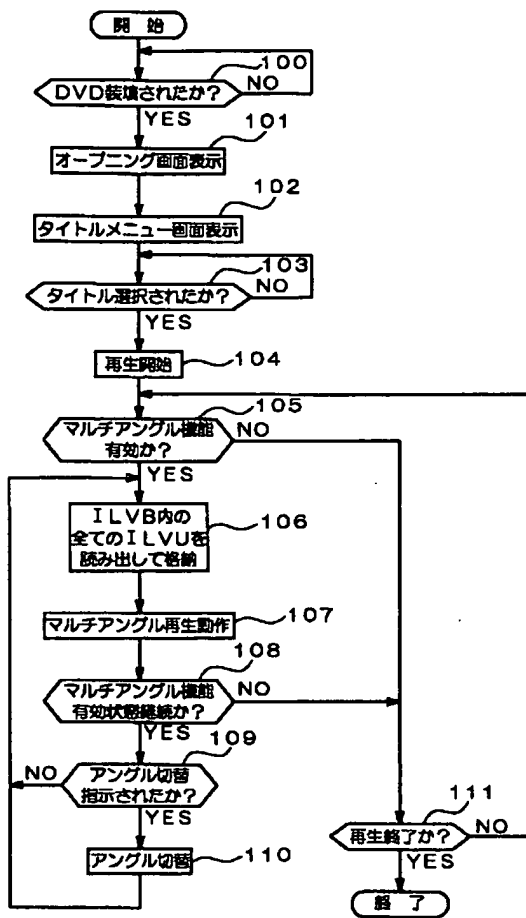 開始
100
DVD装填されたか?
NO
YES
101
オープニング画面表示
102
タイトルメニュー画面表示
103
タイトル選択されたか?
NO
YES
104
再生開始
105
マルチアングル機能
有効か?
NO
YES
106
ILVB内の
全てのILVUを
読み出して格納
107
マルチアングル再生動作
108
マルチアングル機能
有効状態継続か?
NO
YES
109
アングル切替
指示されたか?
NO
YES
アングル切替
110
111
再生終了か?
NO
YES
終了